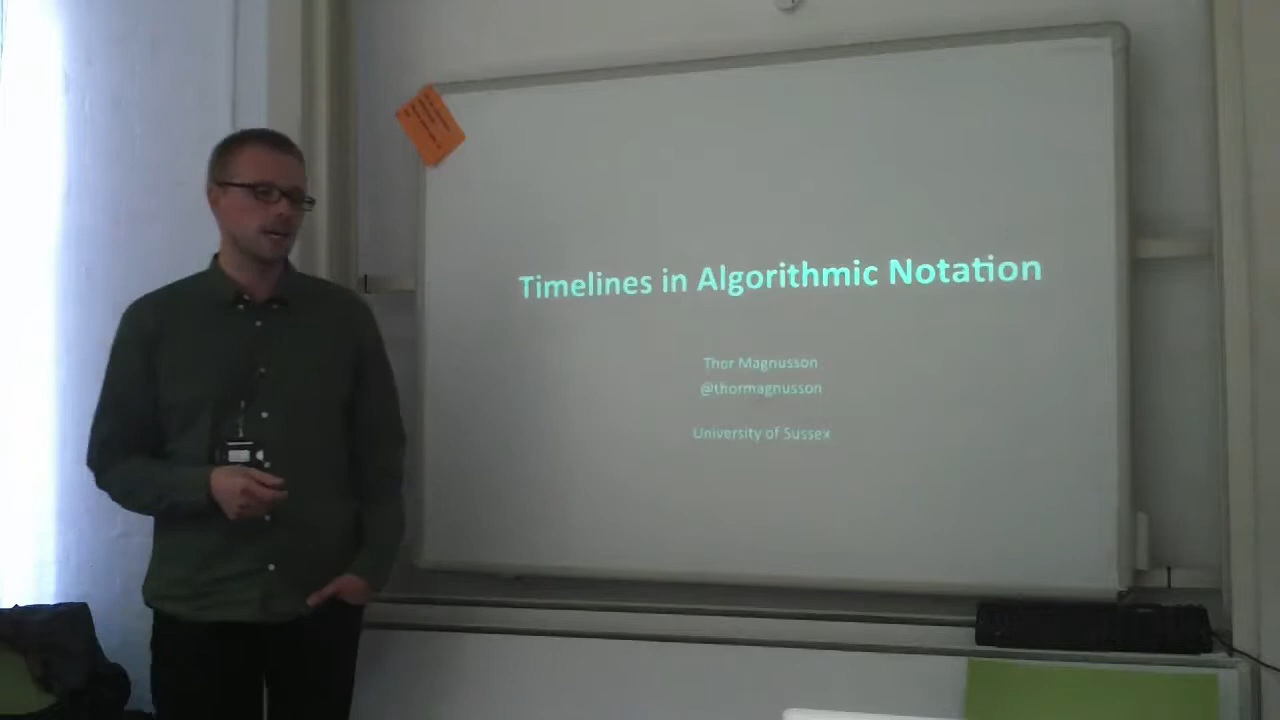 Timelines in Algorithmic Notation
Thor Magnusson
@thormagnusson
University of Sussex